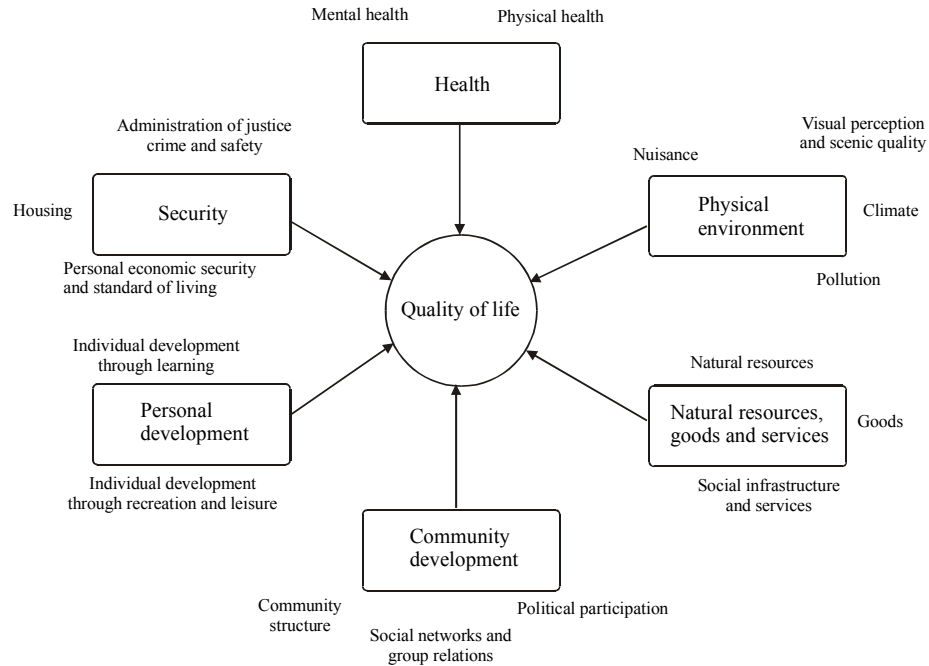 Mental health
Physical health
Health
Administration of justice
crime and safety
Visual perception
and scenic quality
Nuisance
Housing
Security
Physical
environment
Climate
Personal economic security
and standard of living
Pollution
Quality of life
Individual development
through learning
Natural resources
Personal
development
Natural resources,
goods and services
Goods
Individual development
through recreation and leisure
Social infrastructure
and services
Community
development
Community
structure
Political participation
Social networks and
group relations